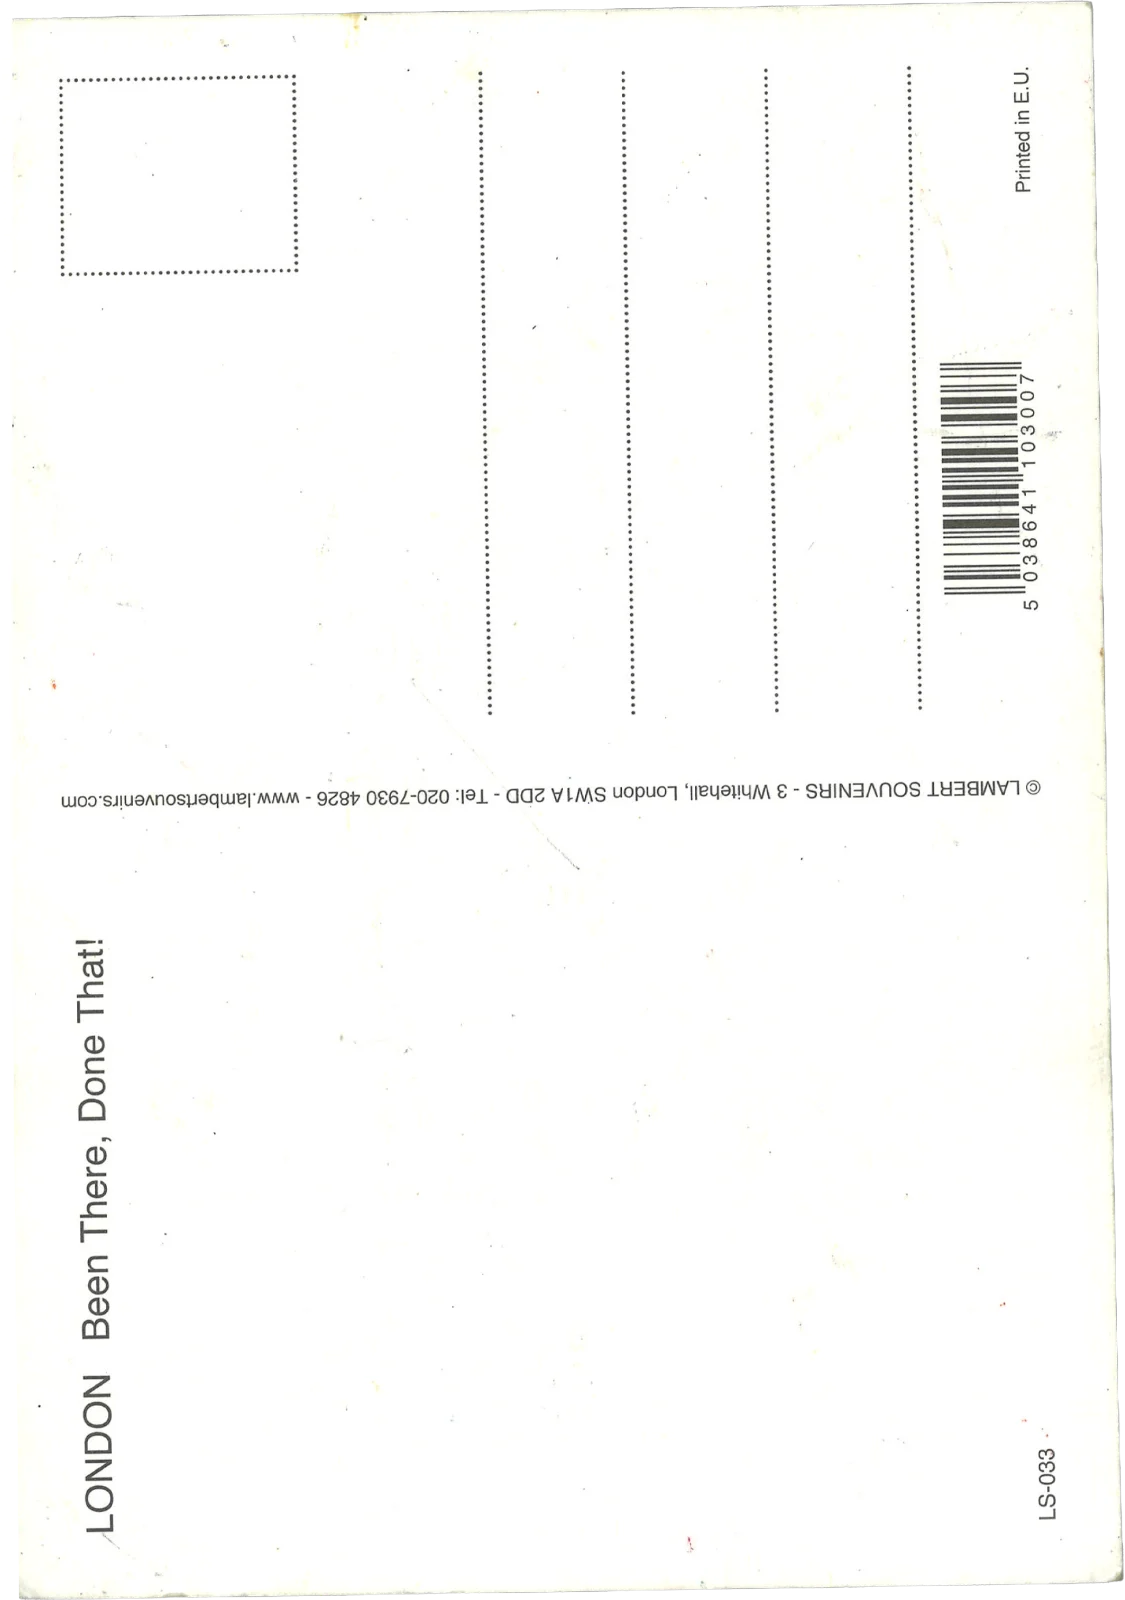 LONDON Been There, Done That!
© LAMBERT SOUVENIRS - 3 Whitehall, London SW1A 2DD - Tel: 020-7930 4826 - www.lambertsouvenirs.com
LS-033
5 038641 103007
Printed in E.U.